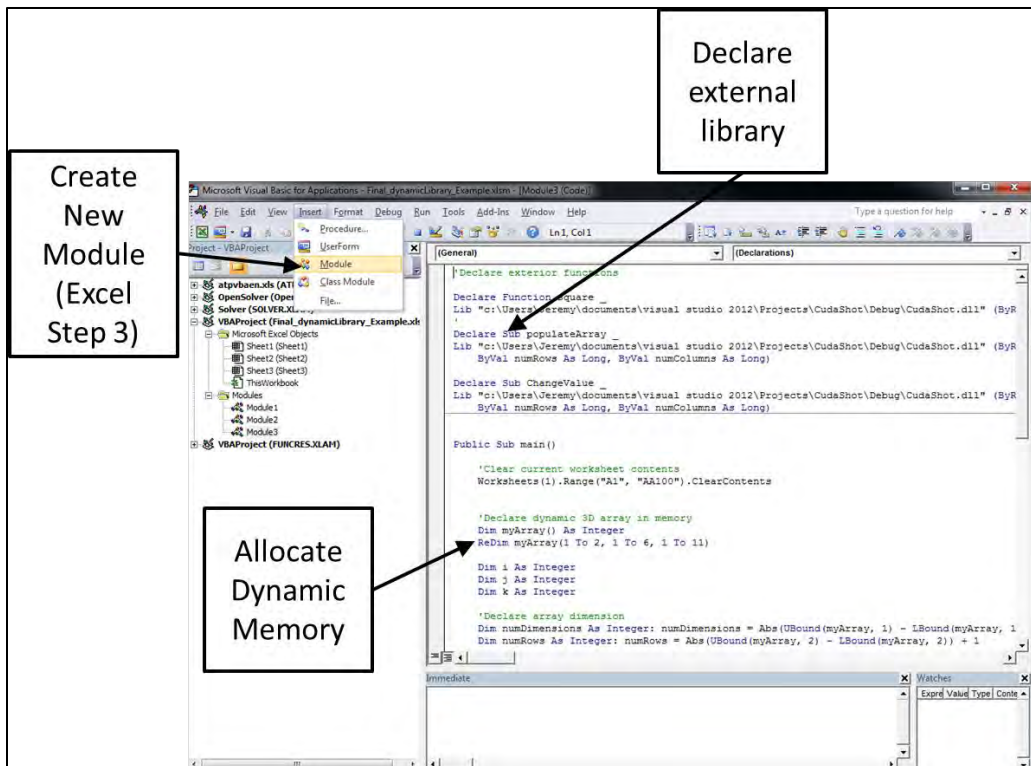 Declare
external
library
Create
New
Module
(Excel
Step 3)
Allocate
Dynamic
Memory
Microsoft Visual Basic for Applications - Final_dynamicLibrary_Example.xlsm - [Module3 (Code)]
File Edit View Insert Format Debug Run Tools Add-Ins Window Help
Type a question for help
Ln 1, Col 1
Procedure...
UserForm
Module
Class Module
File...
Project - VBAProject
atpvbaen.xls (AT
OpenSolver (Ope
Solver (SOLVER.XL
VBAProject (Final_dynamicLibrary_Example.xls
Microsoft Excel Objects
Sheet1 (Sheet1)
Sheet2 (Sheet2)
Sheet3 (Sheet3)
ThisWorkbook
Modules
Module1
Module2
Module3
VBAProject (FUNCRES.XLAM)
(General)
(Declarations)
'Declare exterior functions
Declare Function square _
Lib "c:\Users\Jeremy\documents\visual studio 2012\Projects\CudaShot\Debug\CudaShot.dll" (ByR
'
Declare Sub populateArray _
Lib "c:\Users\Jeremy\documents\visual studio 2012\Projects\CudaShot\Debug\CudaShot.dll" (ByR
ByVal numRows As Long, ByVal numColumns As Long)
Declare Sub ChangeValue _
Lib "c:\Users\Jeremy\documents\visual studio 2012\Projects\CudaShot\Debug\CudaShot.dll" (ByR
ByVal numRows As Long, ByVal numColumns As Long)
Public Sub main()
'Clear current worksheet contents
Worksheets(1).Range("A1", "AA100").ClearContents
'Declare dynamic 3D array in memory
Dim myArray() As Integer
ReDim myArray(1 To 2, 1 To 6, 1 To 11)
Dim i As Integer
Dim j As Integer
Dim k As Integer
'Declare array dimension
Dim numDimensions As Integer: numDimensions = Abs(UBound(myArray, 1) - LBound(myArray, 1
Dim numRows As Integer: numRows = Abs(UBound(myArray, 2) - LBound(myArray, 2)) + 1
Immediate
Watches
Expre Value Type Conte